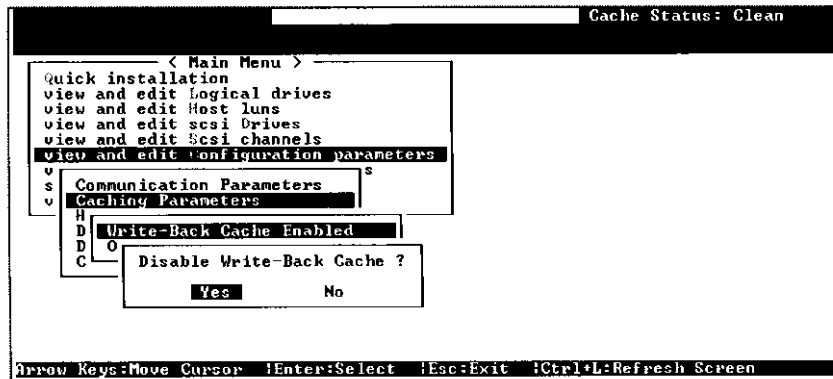 Cache Status: Clean
< Main Menu >
Quick installation
view and edit Logical drives
view and edit Host luns
view and edit scsi Drives
view and edit Scsi channels
view and edit Configuration parameters
v s
s Communication Parameters
v Caching Parameters
H
D Write-Back Cache Enabled
D O
C Disable Write-Back Cache ?
Yes No
Arrow Keys:Move Cursor |Enter:Select |Esc:Exit |Ctrl+L:Refresh Screen